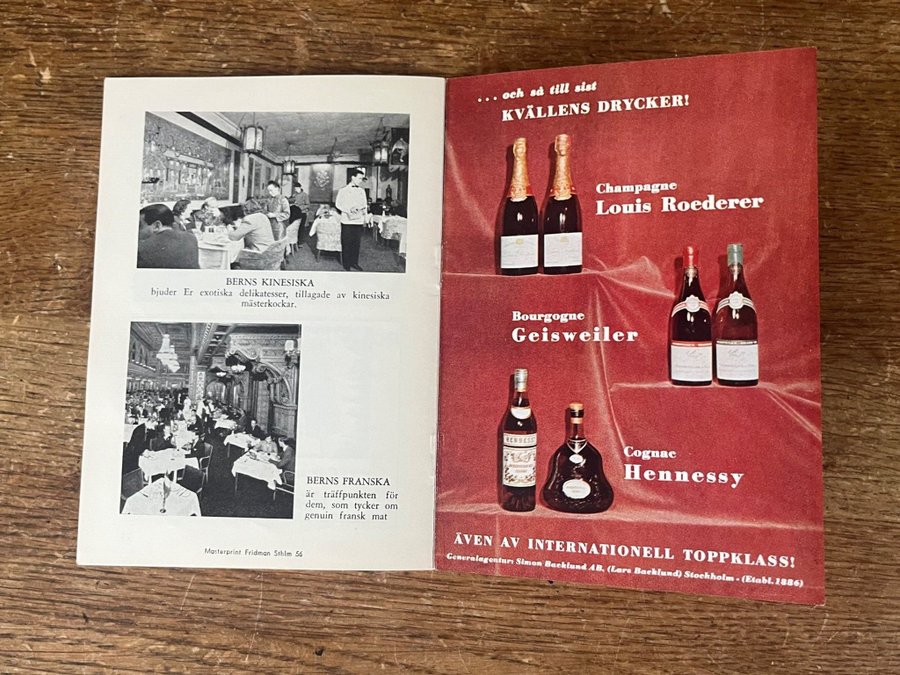 BERNS KINESISKA
bjuder Er exotiska delikatesser, tillagade av kinesiska
mästerkockar.
BERNS FRANSKA
är träffpunkten för
dem, som tycker om
genuin fransk mat
Masterprint Fridman Sthlm 56
... och så till sist
KVÄLLENS DRYCKER!
Champagne
Louis Roederer
Bourgogne
Geisweiler
HENNESSY
Cognac
Hennessy
ÄVEN AV INTERNATIONELL TOPPKLASS!
Generalagentur: Simon Backlund AB, (Lars Backlund) Stockholm - (Etabl. 1886)